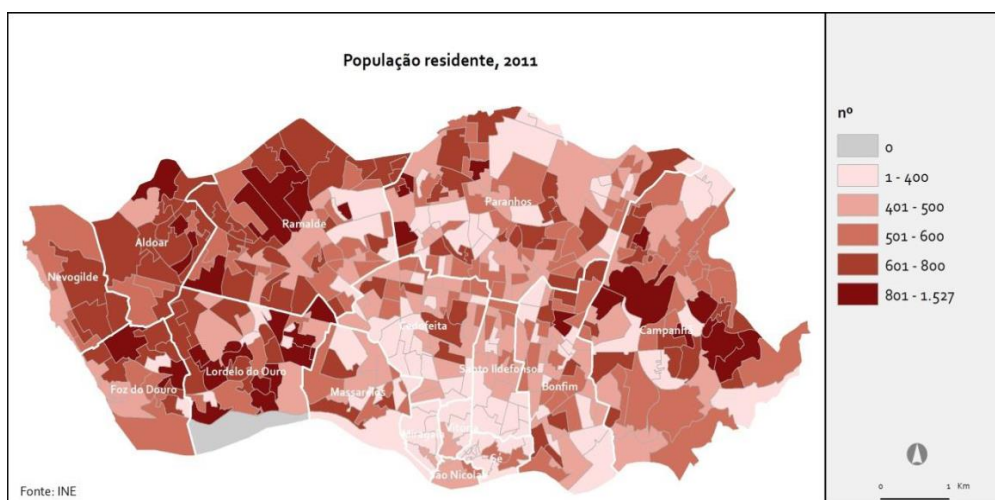 População residente, 2011
nº
0
1 - 400
401 - 500
501 - 600
601 - 800
801 - 1.527
Paranhos
Ramalde
Aldoar
Nevogilde
Cedofeita
Campanhã
Lordelo do Ouro
Santo Ildefonso
Foz do Douro
Massarelos
Bonfim
Sé
São Nicolau
Fonte: INE
0 1 Km